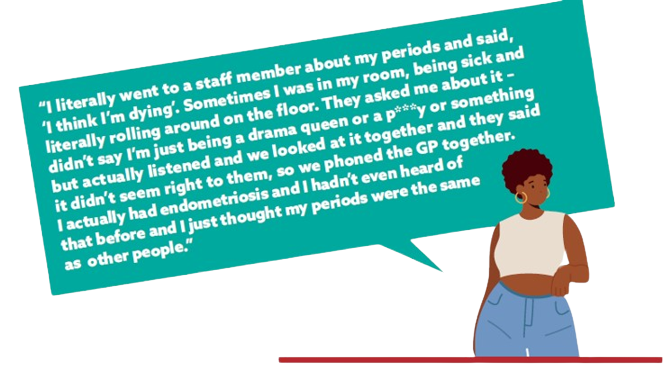 “I literally went to a staff member about my periods and said,
‘I think I’m dying’. Sometimes I was in my room, being sick and
literally rolling around on the floor. They asked me about it –
didn’t say I’m just being a drama queen or a p***y or something
but actually listened and we looked at it together and they said
it didn’t seem right to them, so we phoned the GP together.
I actually had endometriosis and I hadn’t even heard of
that before and I just thought my periods were the same
as other people.”